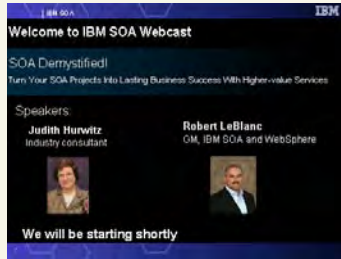 IBM SOA
IBM
Welcome to IBM SOA Webcast
SOA Demystified!
Turn Your SOA Projects Into Lasting Business Success With Higher-value Services
Speakers:
Judith Hurwitz
Industry consultant
Robert LeBlanc
GM, IBM SOA and WebSphere
We will be starting shortly